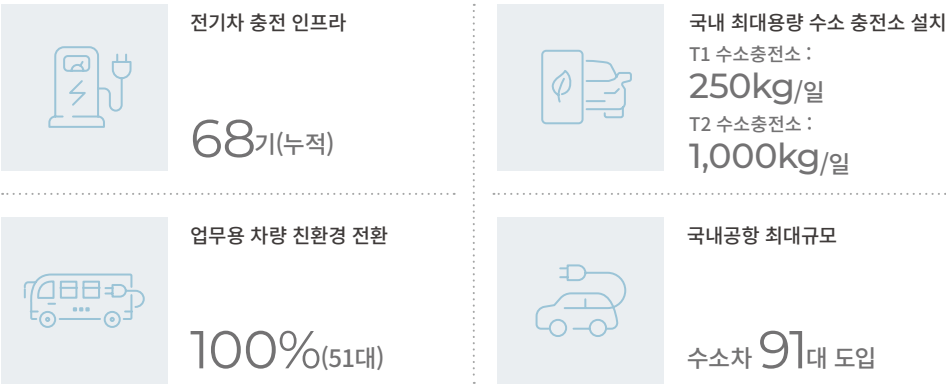 전기차 충전 인프라
68기(누적)
국내 최대용량 수소 충전소 설치
T1 수소충전소 :
250kg/일
T2 수소충전소 :
1,000kg/일
업무용 차량 친환경 전환
100%(51대)
국내공항 최대규모
수소차 91대 도입